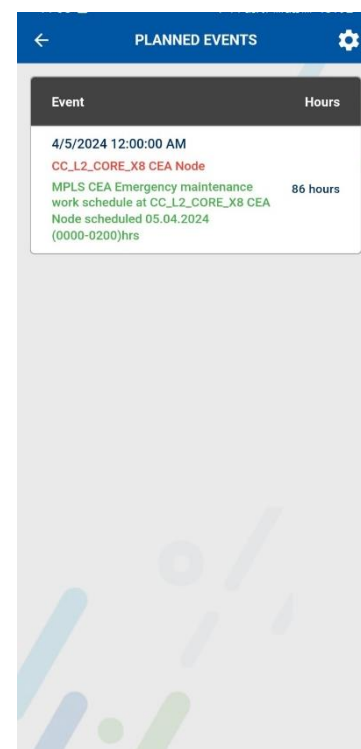 PLANNED EVENTS
Event Hours
4/5/2024 12:00:00 AM
CC_L2_CORE_X8 CEA Node
MPLS CEA Emergency maintenance
work schedule at CC_L2_CORE_X8 CEA
Node scheduled 05.04.2024
(0000-0200)hrs
86 hours